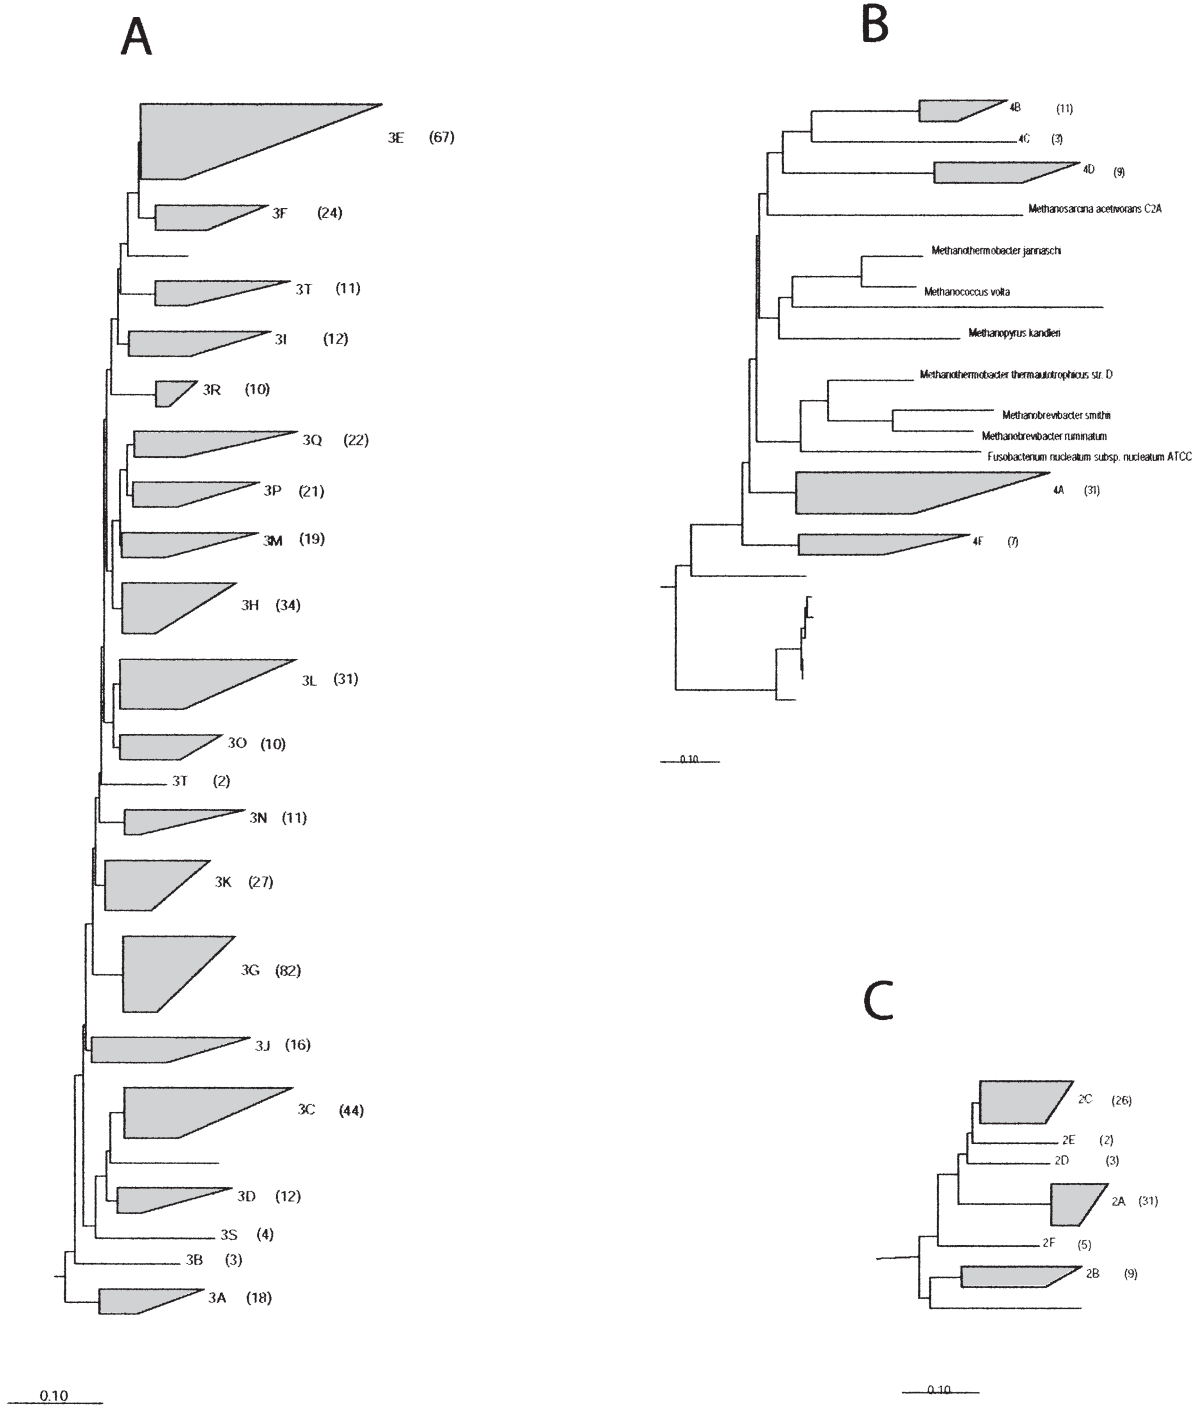 A
3E (67)
3F (24)
3T (11)
3I (12)
3R (10)
3Q (22)
3P (21)
3M (19)
3H (34)
3L (31)
3O (10)
3T (2)
3N (11)
3K (27)
3G (82)
3J (16)
3C (44)
3D (12)
3S (4)
3B (3)
3A (18)
0.10
B
4B (11)
4C (3)
4D (9)
Methanosarcina acetivorans C2A
Methanothermobacter jannaschi
Methanococcus volta
Methanopyrus kandleri
Methanothermobacter thermautotrophicus str. D
Methanobrevibacter smithii
Methanobrevibacter ruminatum
Fusobacterium nucleatum subsp. nucleatum ATCC
4A (31)
4F (7)
0.10
C
2C (26)
2E (2)
2D (3)
2A (31)
2F (5)
2B (9)
0.10